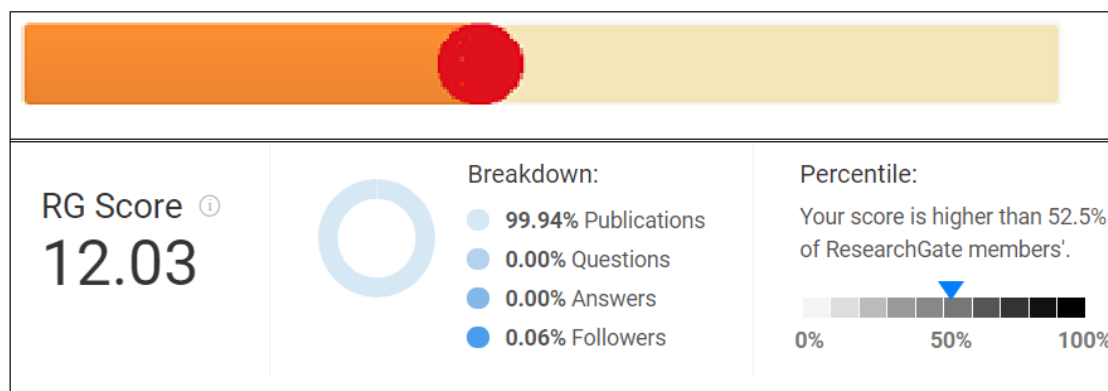 RG Score
12.03
Breakdown:
99.94% Publications
0.00% Questions
0.00% Answers
0.06% Followers
Percentile:
Your score is higher than 52.5%
of ResearchGate members'.
0% 50% 100%